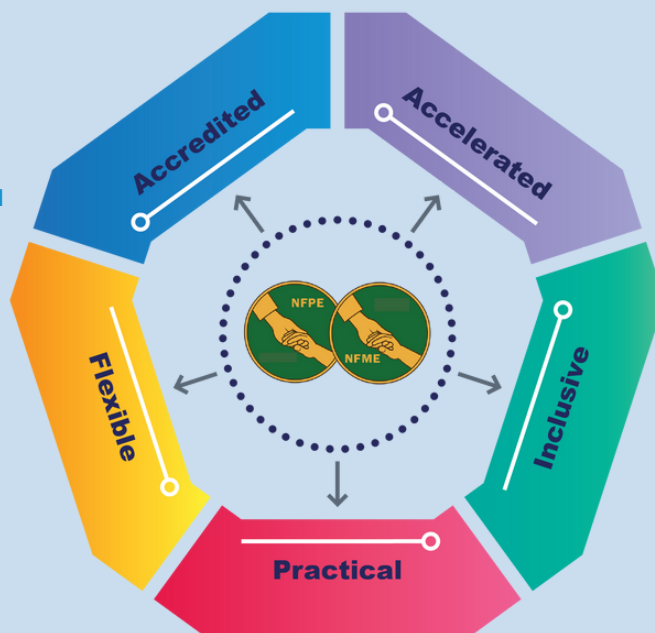 Accredited
Accelerated
NFPE
NFME
Flexible
Inclusive
Practical